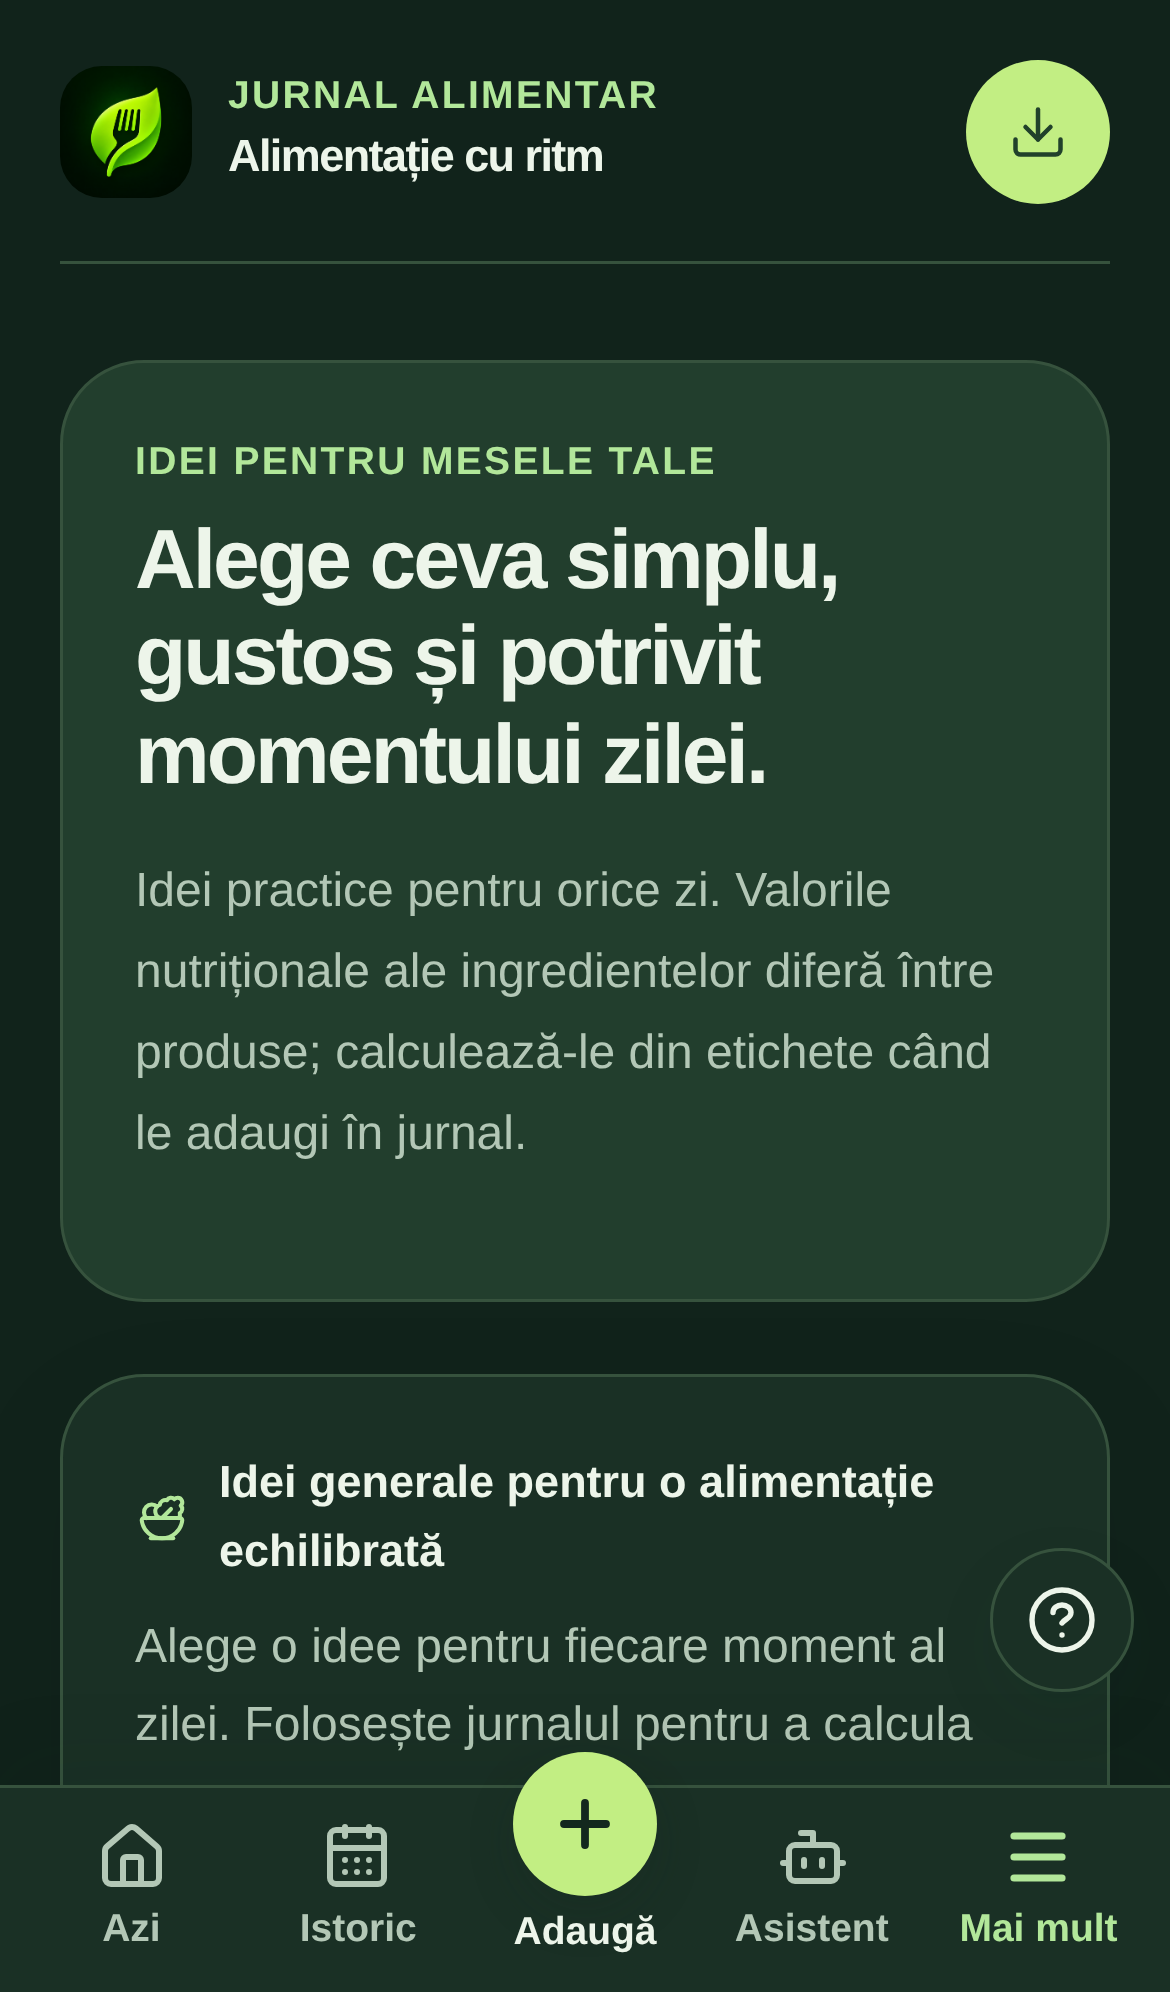 JURNAL ALIMENTAR
Alimentație cu ritm
IDEI PENTRU MESELE TALE
Alege ceva simplu,
gustos și potrivit
momentului zilei.
Idei practice pentru orice zi. Valorile
nutriționale ale ingredientelor diferă între
produse; calculează-le din etichete când
le adaugi în jurnal.
Idei generale pentru o alimentație
echilibrată
Alege o idee pentru fiecare moment al
zilei. Folosește jurnalul pentru a calcula
Azi
Istoric
Adaugă
Asistent
Mai mult